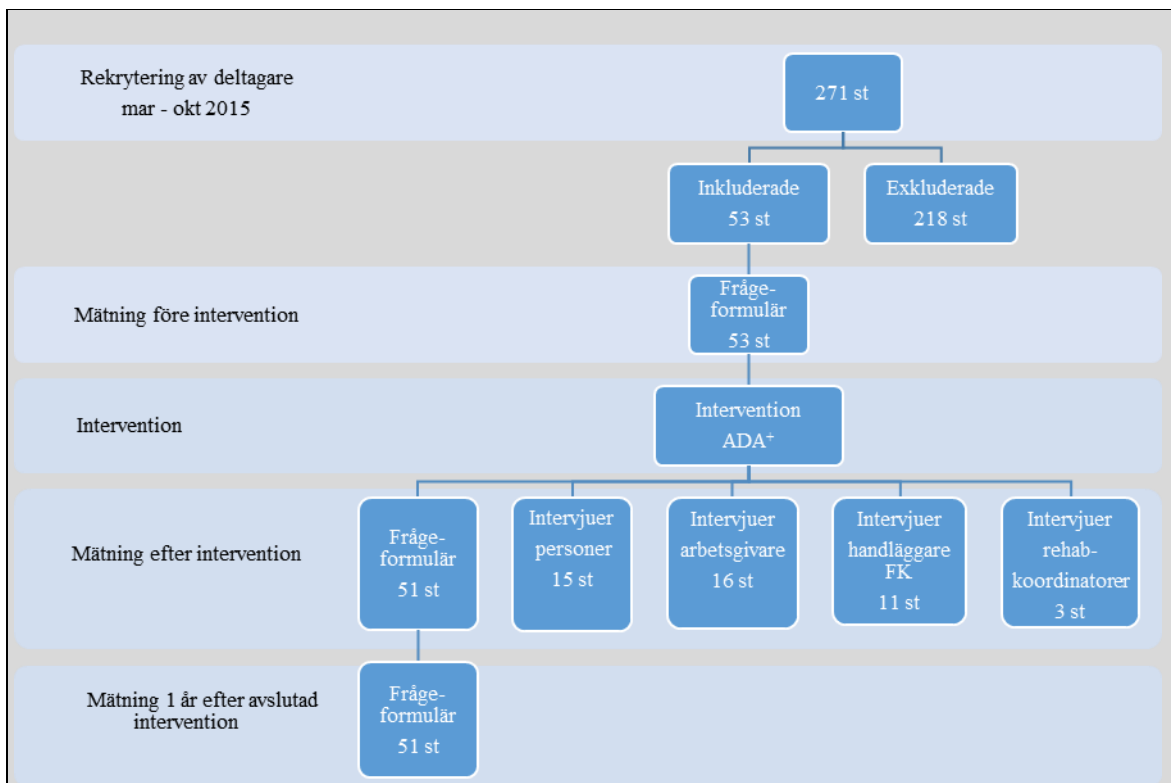 Rekrytering av deltagare
mar - okt 2015
271 st
Inkluderade
53 st
Exkluderade
218 st
Mätning före intervention
Fråge-
formulär
53 st
Intervention
Intervention
ADA⁺
Mätning efter intervention
Fråge-
formulär
51 st
Intervjuer
personer
15 st
Intervjuer
arbetsgivare
16 st
Intervjuer
handläggare
FK
11 st
Intervjuer
rehab-
koordinatorer
3 st
Mätning 1 år efter avslutad
intervention
Fråge-
formulär
51 st